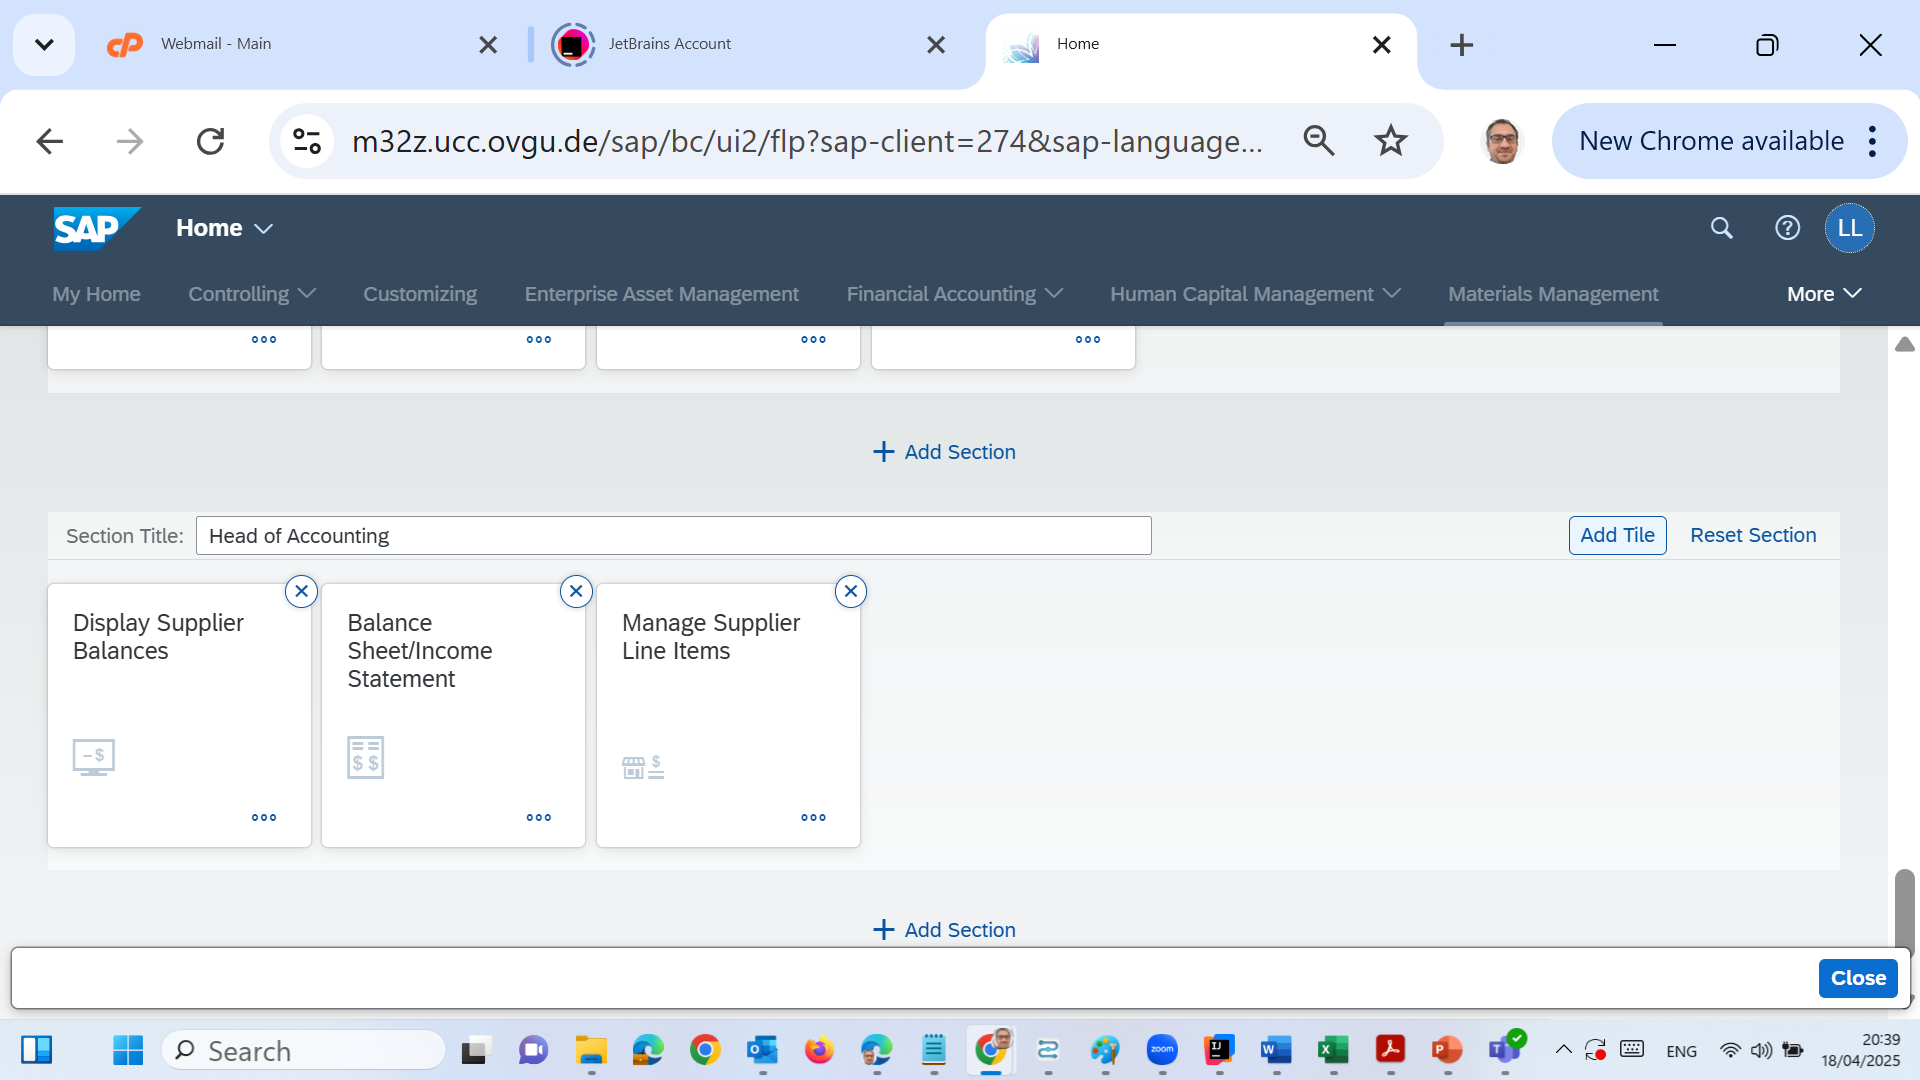 Webmail - Main
JetBrains Account
Home
m32z.ucc.ovgu.de/sap/bc/ui2/flp?sap-client=274&sap-language...
New Chrome available
SAP
Home
LL
My Home
Controlling
Customizing
Enterprise Asset Management
Financial Accounting
Human Capital Management
Materials Management
More
Add Section
Section Title:
Head of Accounting
Add Tile
Reset Section
Display Supplier
Balances
Balance
Sheet/Income
Statement
Manage Supplier
Line Items
Add Section
Close
Search
zoom
ENG
20:39
18/04/2025